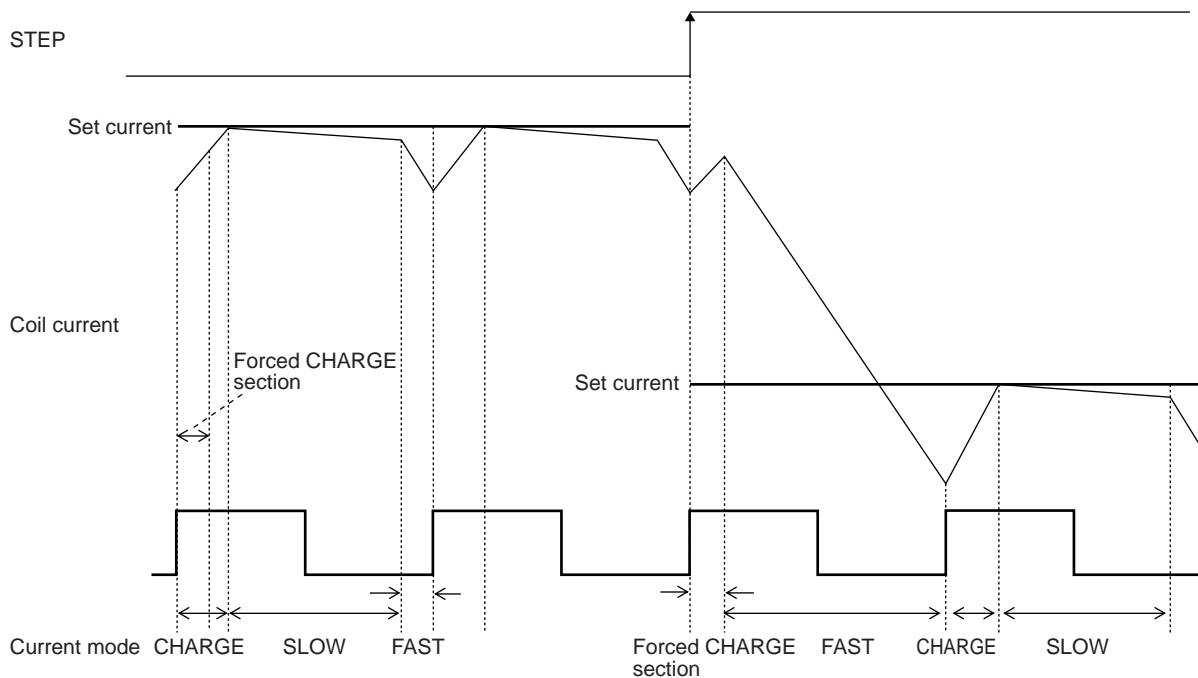 STEP
Set current
Coil current
Forced CHARGE
section
Set current
Current mode CHARGE SLOW FAST Forced CHARGE FAST CHARGE SLOW
section